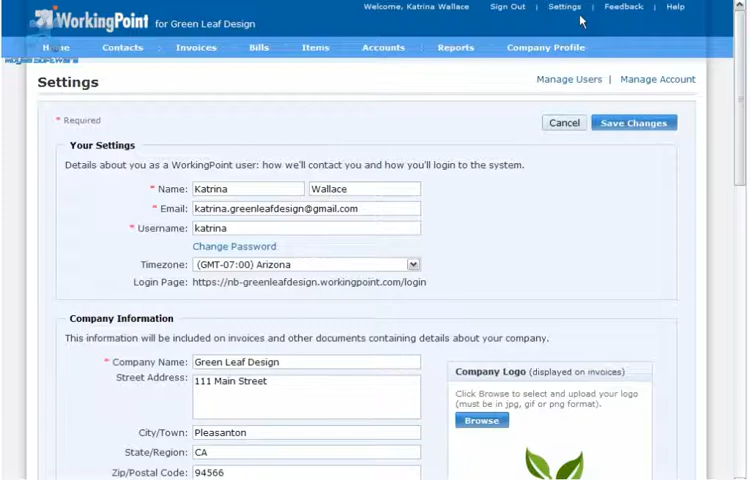 Welcome, Katrina Wallace Sign Out | Settings | Feedback | Help
WorkingPoint for Green Leaf Design
Home Contacts Invoices Bills Items Accounts Reports Company Profile
Settings
Manage Users | Manage Account
* Required
Cancel Save Changes
Your Settings
Details about you as a WorkingPoint user: how we'll contact you and how you'll login to the system.
* Name: Katrina Wallace
* Email: katrina.greenleafdesign@gmail.com
* Username: katrina
Change Password
Timezone: (GMT-07:00) Arizona
Login Page: https://nb-greenleafdesign.workingpoint.com/login
Company Information
This information will be included on invoices and other documents containing details about your company.
* Company Name: Green Leaf Design
Street Address: 111 Main Street
City/Town: Pleasanton
State/Region: CA
Zip/Postal Code: 94566
Company Logo (displayed on invoices)
Click Browse to select and upload your logo
(must be in jpg, gif or png format).
Browse